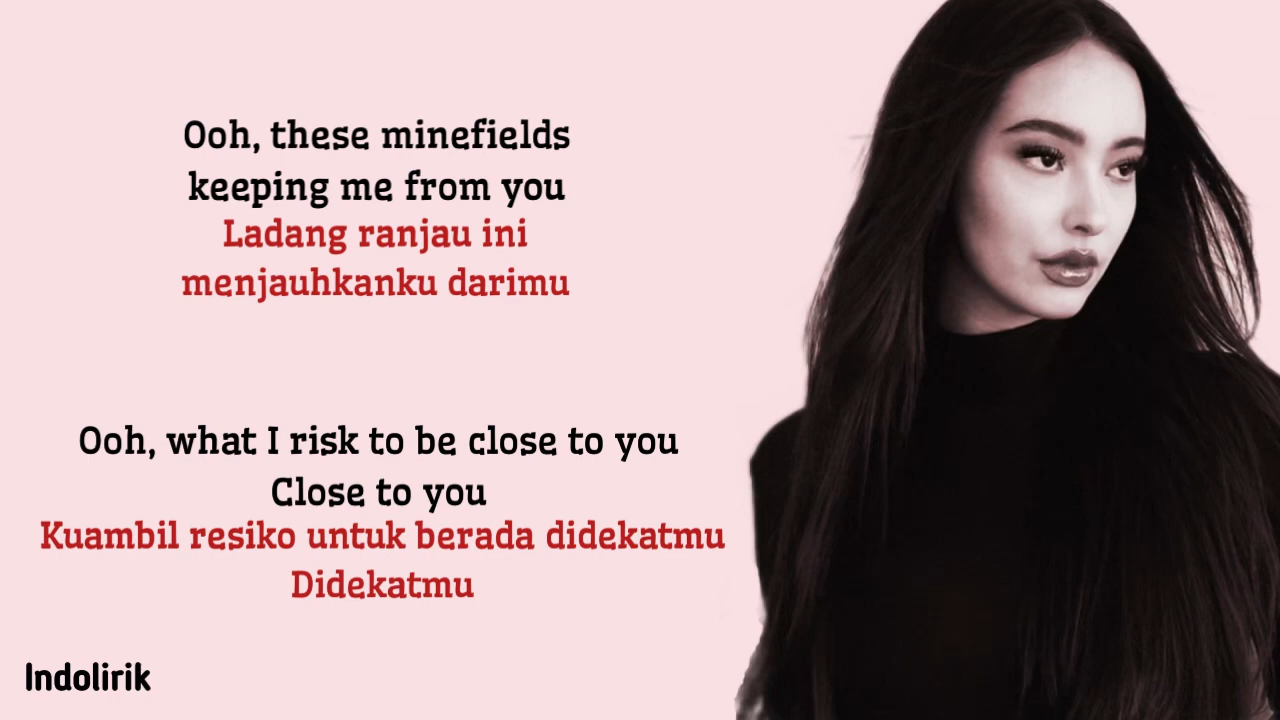 Ooh, these minefields
keeping me from you
Ladang ranjau ini
menjauhkanku darimu
Ooh, what I risk to be close to you
Close to you
Kuambil resiko untuk berada didekatmu
Didekatmu
Indolirik